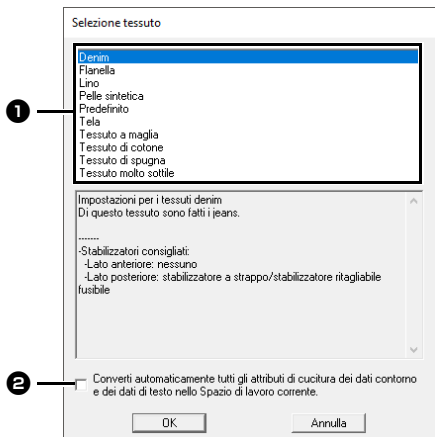 Selezione tessuto
Denim
Flanella
Lino
Pelle sintetica
Predefinito
Tela
Tessuto a maglia
Tessuto di cotone
Tessuto di spugna
Tessuto molto sottile
1
Impostazioni per i tessuti denim
Di questo tessuto sono fatti i jeans.
-------
-Stabilizzatori consigliati:
-Lato anteriore: nessuno
-Lato posteriore: stabilizzatore a strappo/stabilizzatore ritagliabile
fusibile
2
Converti automaticamente tutti gli attributi di cucitura dei dati contorno
e dei dati di testo nello Spazio di lavoro corrente.
OK
Annulla